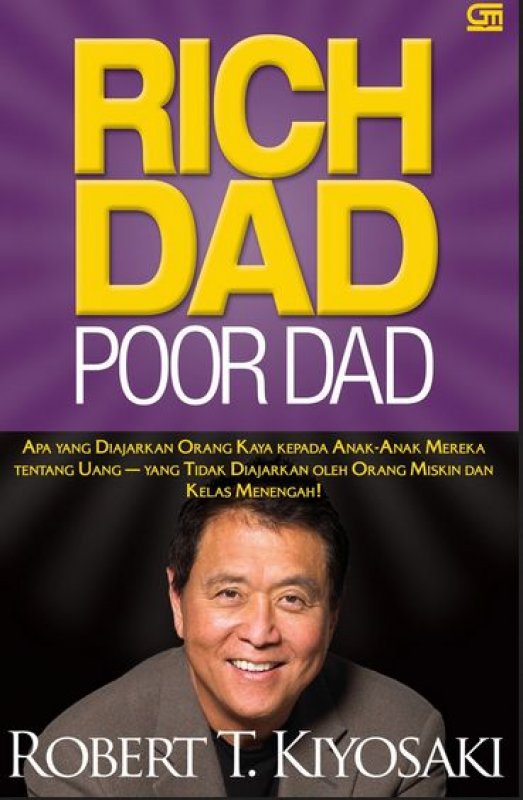 GM
RICH
DAD
POOR DAD
APA YANG DIAJARKAN ORANG KAYA KEPADA ANAK-ANAK MEREKA
TENTANG UANG — YANG TIDAK DIAJARKAN OLEH ORANG MISKIN DAN
KELAS MENENGAH!
ROBERT T. KIYOSAKI